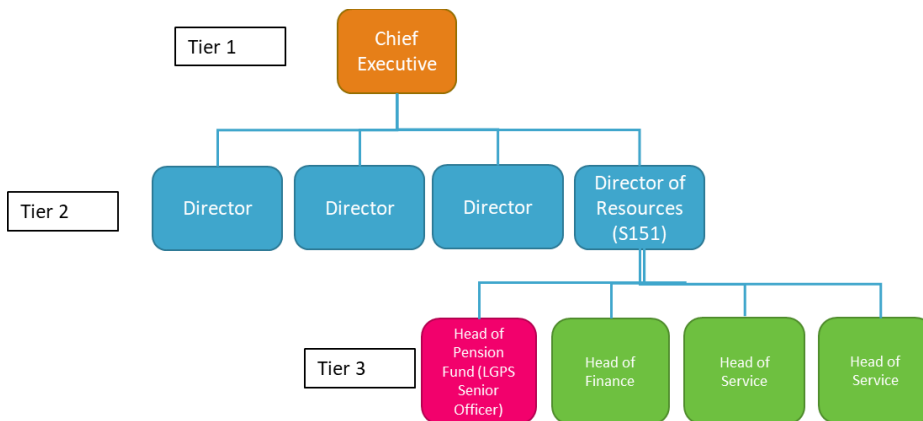 Tier 1
Chief
Executive
Tier 2
Director
Director
Director
Director of
Resources
(S151)
Tier 3
Head of
Pension
Fund (LGPS
Senior
Officer)
Head of
Finance
Head of
Service
Head of
Service